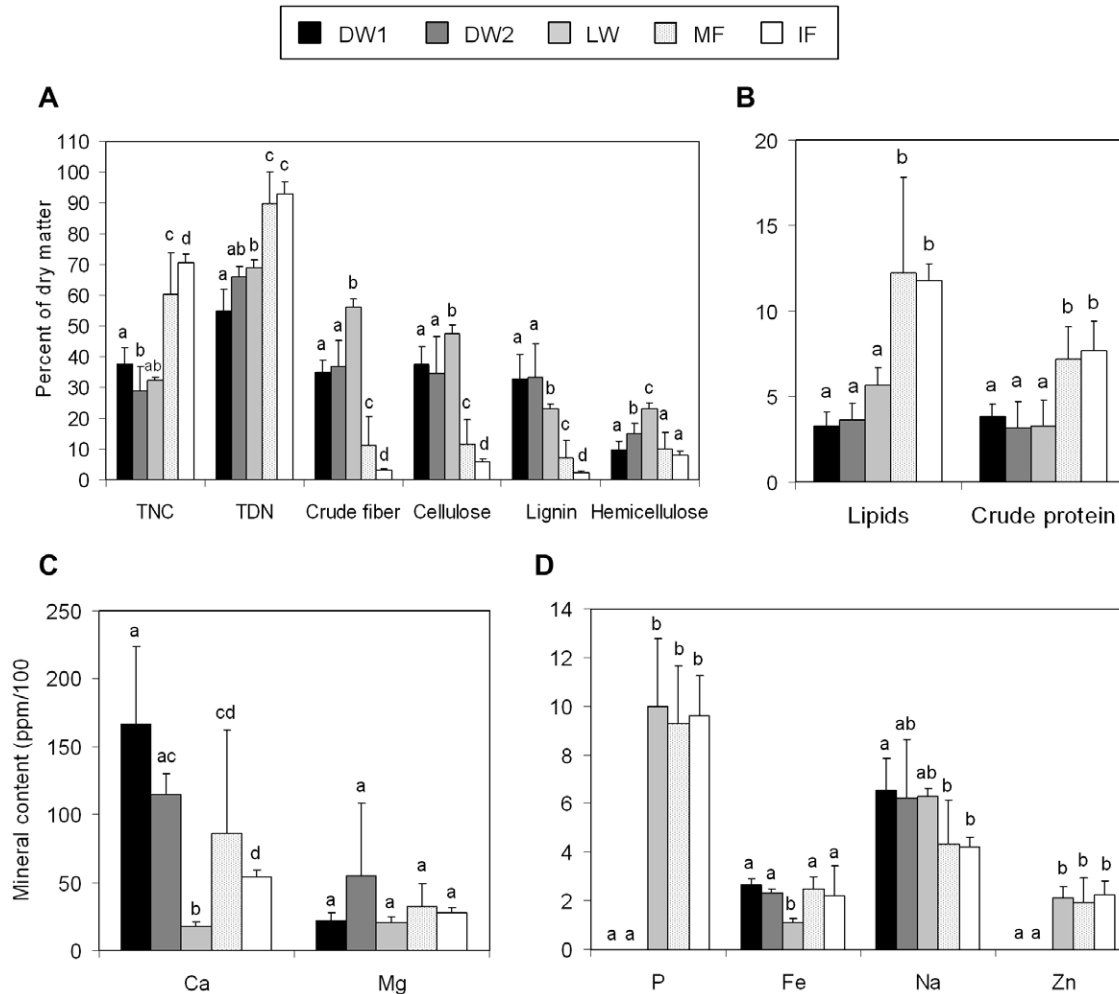 DW1 DW2 LW MF IF
A
Percent of dry matter
110
100
90
80
70
60
50
40
30
20
10
0
a b ab c d
a ab b c c
a a b c d
a a b c d
a a b c d
a b c a a
TNC TDN Crude fiber Cellulose Lignin Hemicellulose
B
20
15
10
5
0
a a a b b
a a a b b
Lipids Crude protein
C
Mineral content (ppm/100
250
200
150
100
50
0
a ac b cd d
a a a a a
Ca Mg
D
14
12
10
8
6
4
2
0
a a b b b
a a b a a
a ab ab b b
a a b b b
P Fe Na Zn